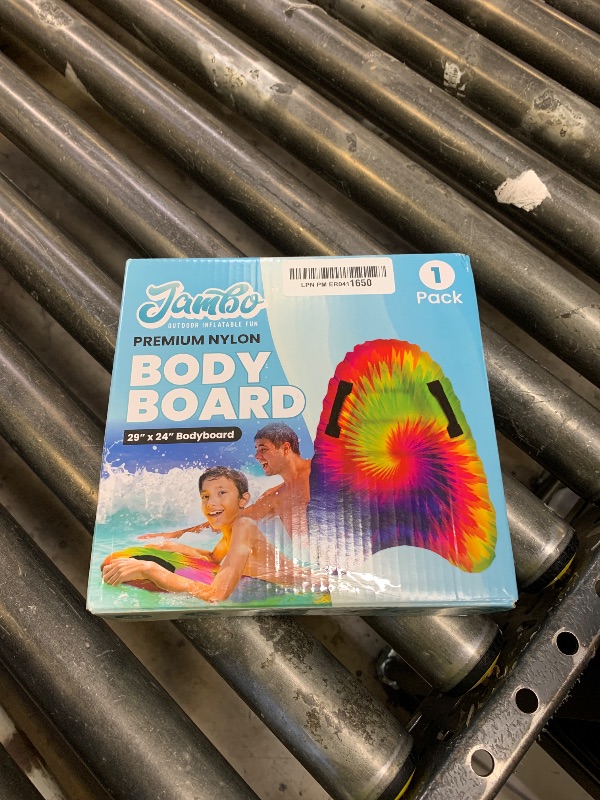 LPN PM ER0411650
1
Pack
Jambo
OUTDOOR INFLATABLE FUN
PREMIUM NYLON
BODY
BOARD
29" x 24" Bodyboard